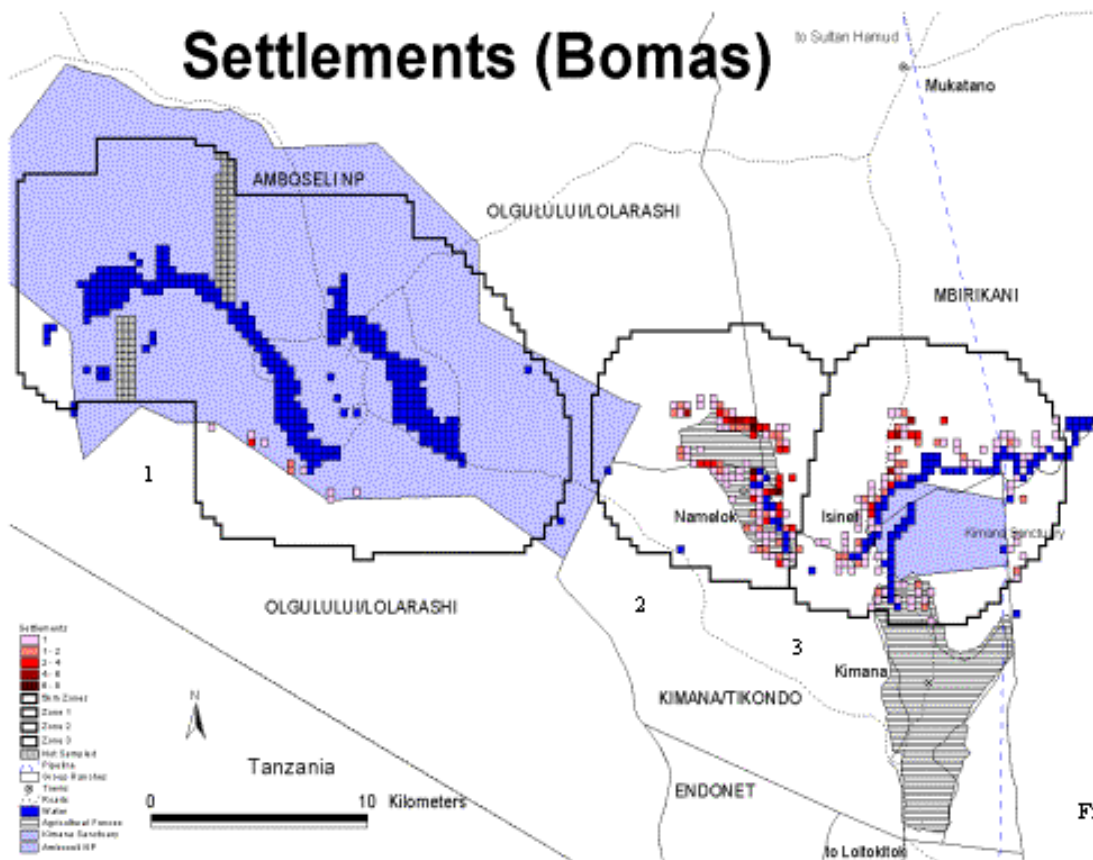 Settlements (Bomas)
to Sultan Hamud
Mukatano
AMBOSELI NP
OLGULULUI/LOLARASHI
MBIRIKANI
1
Namelok
Isinet
Kimana Sanctuary
2
OLGULULUI/LOLARASHI
3
Kimana
KIMANA/TIKONDO
Settlements
1
1 - 2
2 - 4
4 - 6
6 - 8
Zone 1
Zone 2
Zone 3
Not Sampled
Pipeline
Group Ranches
Towns
Roads
Water
Agricultural Fences
Kimana Sanctuary
Amboseli NP
N
Tanzania
0 10 Kilometers
ENDONET
to Loitokitok